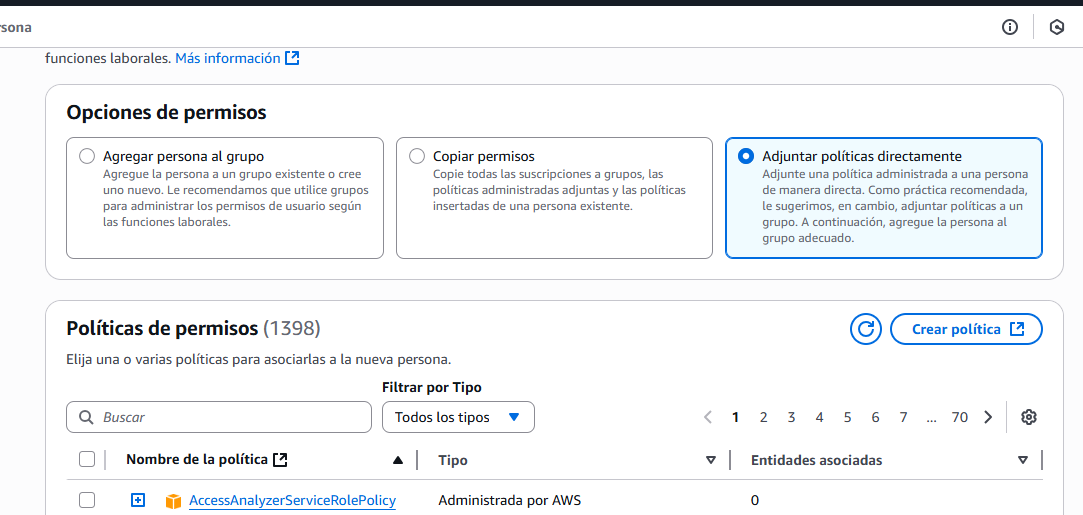 sona
funciones laborales. Más información
Opciones de permisos
Agregar persona al grupo
Agregue la persona a un grupo existente o cree
uno nuevo. Le recomendamos que utilice grupos
para administrar los permisos de usuario según
las funciones laborales.
Copiar permisos
Copie todas las suscripciones a grupos, las
políticas administradas adjuntas y las políticas
insertadas de una persona existente.
Adjuntar políticas directamente
Adjunte una política administrada a una persona
de manera directa. Como práctica recomendada,
le sugerimos, en cambio, adjuntar políticas a un
grupo. A continuación, agregue la persona al
grupo adecuado.
Políticas de permisos (1398)
Crear política
Elija una o varias políticas para asociarlas a la nueva persona.
Filtrar por Tipo
Buscar
Todos los tipos
1 2 3 4 5 6 7 ... 70
Nombre de la política Tipo Entidades asociadas
AccessAnalyzerServiceRolePolicy Administrada por AWS 0